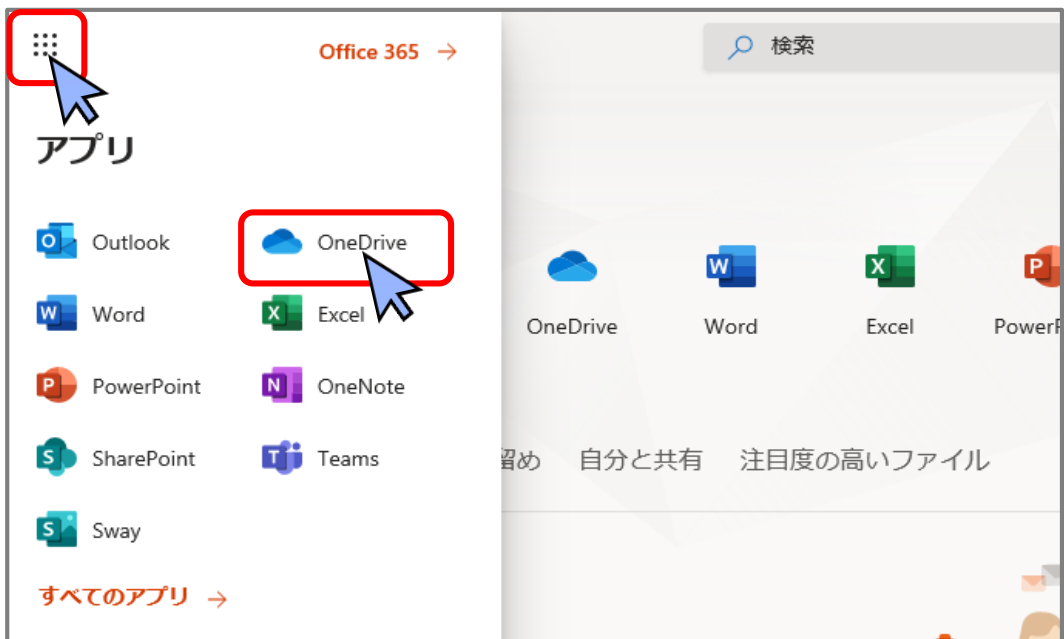 Office 365 →
検索
アプリ
Outlook
OneDrive
Word
Excel
PowerPoint
OneNote
SharePoint
Teams
Sway
すべてのアプリ →
OneDrive
Word
Excel
留め
自分と共有
注目度の高いファイル